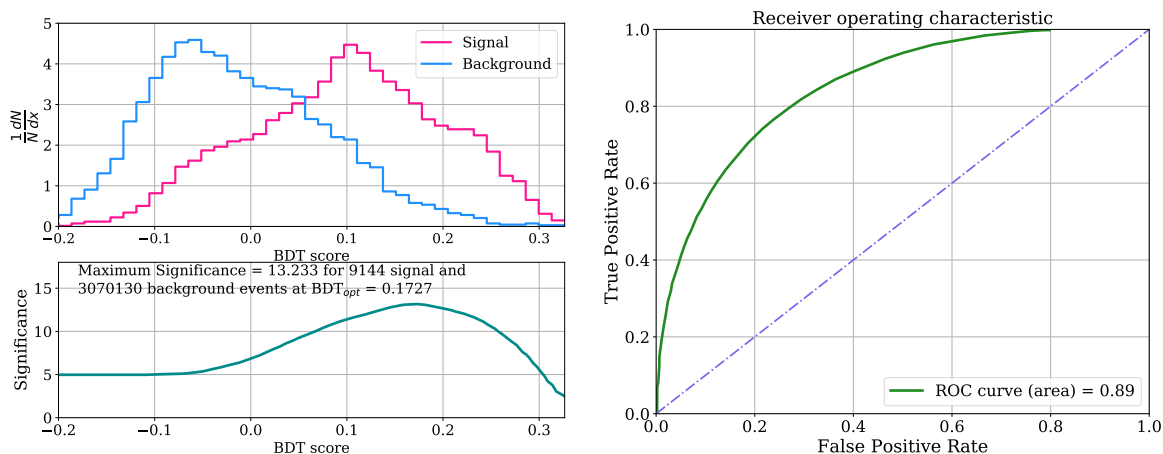 5
4
3
2
1
0
1 dN
N dx
Signal
Background
−0.2
−0.1
0.0
0.1
0.2
0.3
BDT score
Maximum Significance = 13.233 for 9144 signal and
3070130 background events at BDTopt = 0.1727
15
10
5
0
Significance
−0.2
−0.1
0.0
0.1
0.2
0.3
BDT score
Receiver operating characteristic
1.0
0.8
0.6
0.4
0.2
0.0
True Positive Rate
ROC curve (area) = 0.89
0.0
0.2
0.4
0.6
0.8
1.0
False Positive Rate